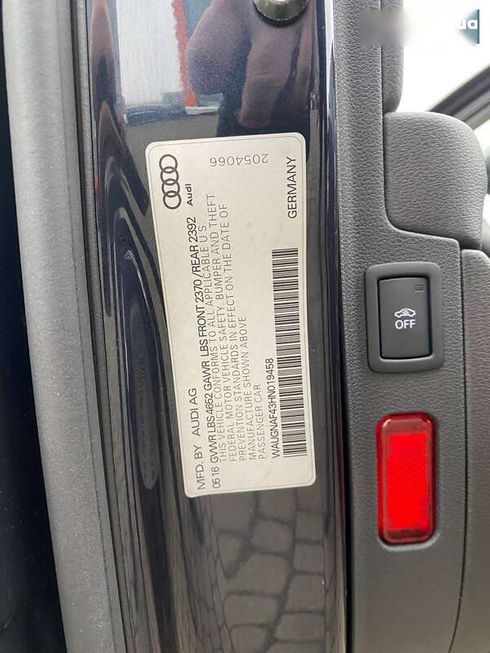 MFD. BY AUDI AG
0516 GVWR LBS 4652 GAWR LBS FRONT 2370 / REAR 2392
THIS VEHICLE CONFORMS TO ALL APPLICABLE U.S.
FEDERAL MOTOR VEHICLE SAFETY, BUMPER AND THEFT
PREVENTION STANDARDS IN EFFECT ON THE DATE OF
MANUFACTURE SHOWN ABOVE
PASSENGER CAR
WAUGNAF43HN019458
Audi
2054066
GERMANY
OFF